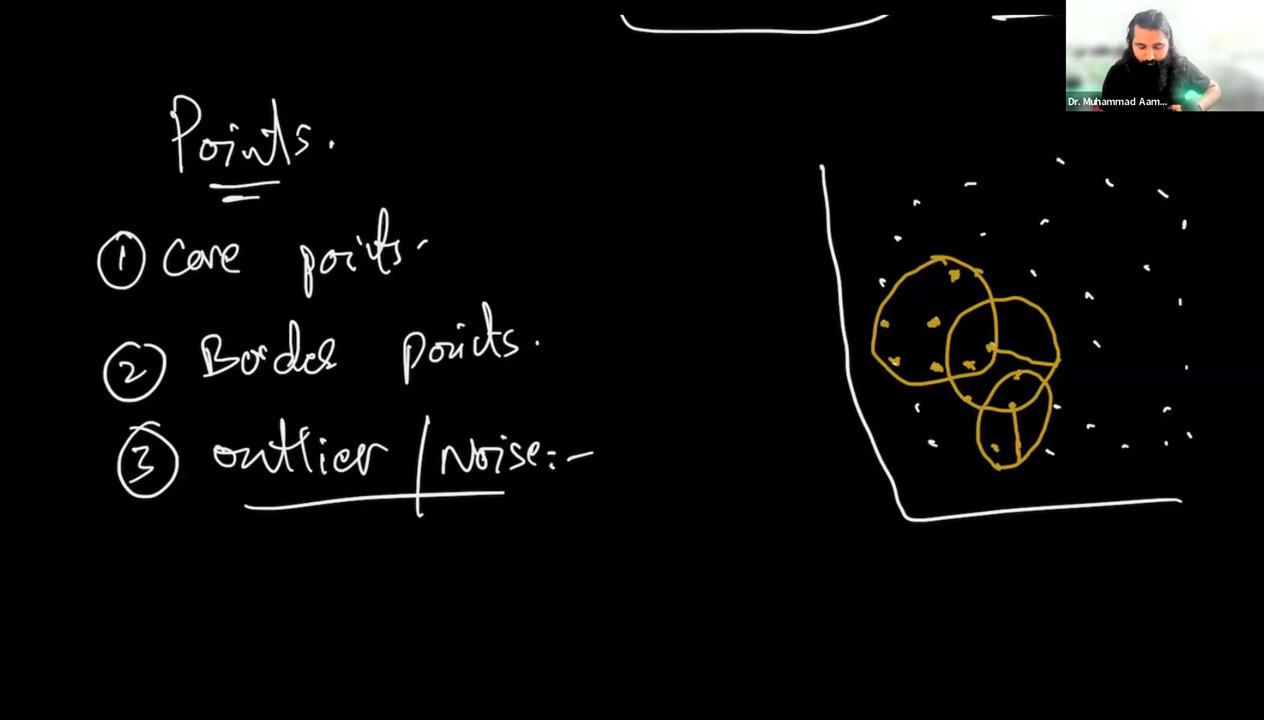 Dr. Muhammad Aam...
Points.
① Core points.
② Border points.
③ outlier / Noise:-